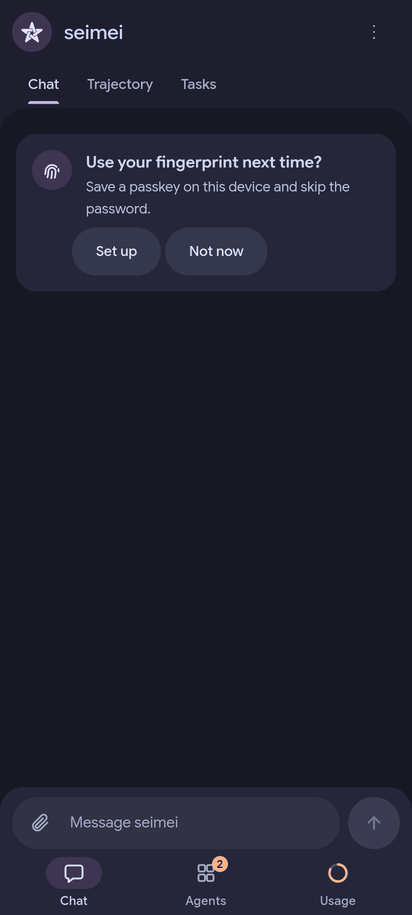 seimei
Chat
Trajectory
Tasks
Use your fingerprint next time?
Save a passkey on this device and skip the
password.
Set up
Not now
Message seimei
2
Chat
Agents
Usage